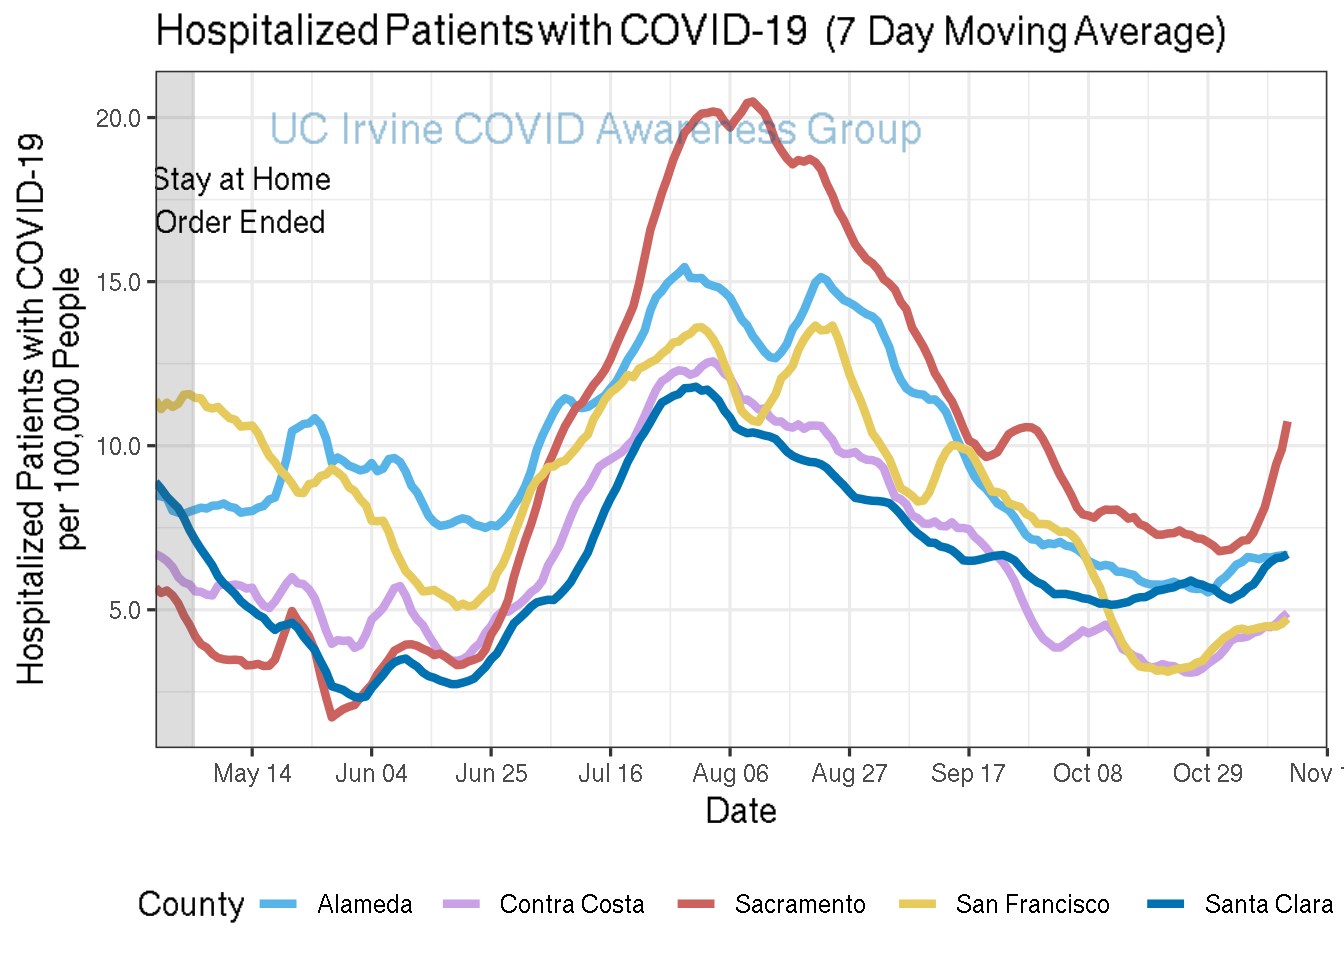 Hospitalized Patients with COVID-19 (7 Day Moving Average)
UC Irvine COVID Awareness Group
Stay at Home
Order Ended
Hospitalized Patients with COVID-19
per 100,000 People
20.0
15.0
10.0
5.0
May 14 Jun 04 Jun 25 Jul 16 Aug 06 Aug 27 Sep 17 Oct 08 Oct 29 Nov
Date
County Alameda Contra Costa Sacramento San Francisco Santa Clara